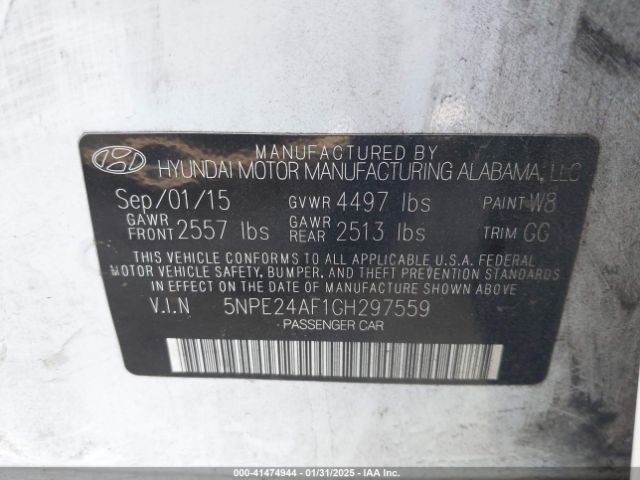 MANUFACTURED BY
HYUNDAI MOTOR MANUFACTURING ALABAMA, LLC
Sep/01/15 GVWR 4497 lbs PAINT W8
GAWR FRONT 2557 lbs GAWR REAR 2513 lbs TRIM GG
THIS VEHICLE CONFORMS TO ALL APPLICABLE U.S.A. FEDERAL
MOTOR VEHICLE SAFETY, BUMPER, AND THEFT PREVENTION STANDARDS
IN EFFECT ON THE DATE OF MANUFACTURE SHOWN ABOVE.
V.I.N 5NPE24AF1GH297559
PASSENGER CAR
000-41474944 - 01/31/2025 - IAA Inc.